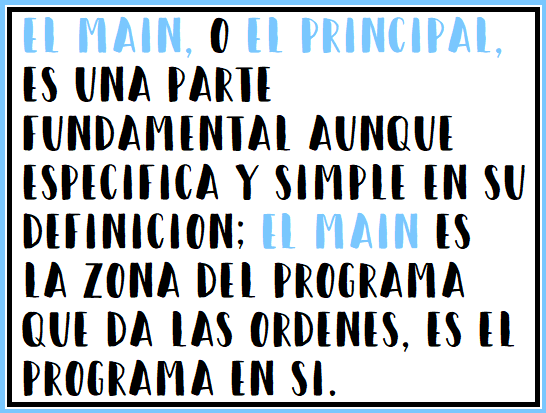 EL MAIN, O EL PRINCIPAL,
ES UNA PARTE
FUNDAMENTAL AUNQUE
ESPECIFICA Y SIMPLE EN SU
DEFINICION; EL MAIN ES
LA ZONA DEL PROGRAMA
QUE DA LAS ORDENES, ES EL
PROGRAMA EN SI.